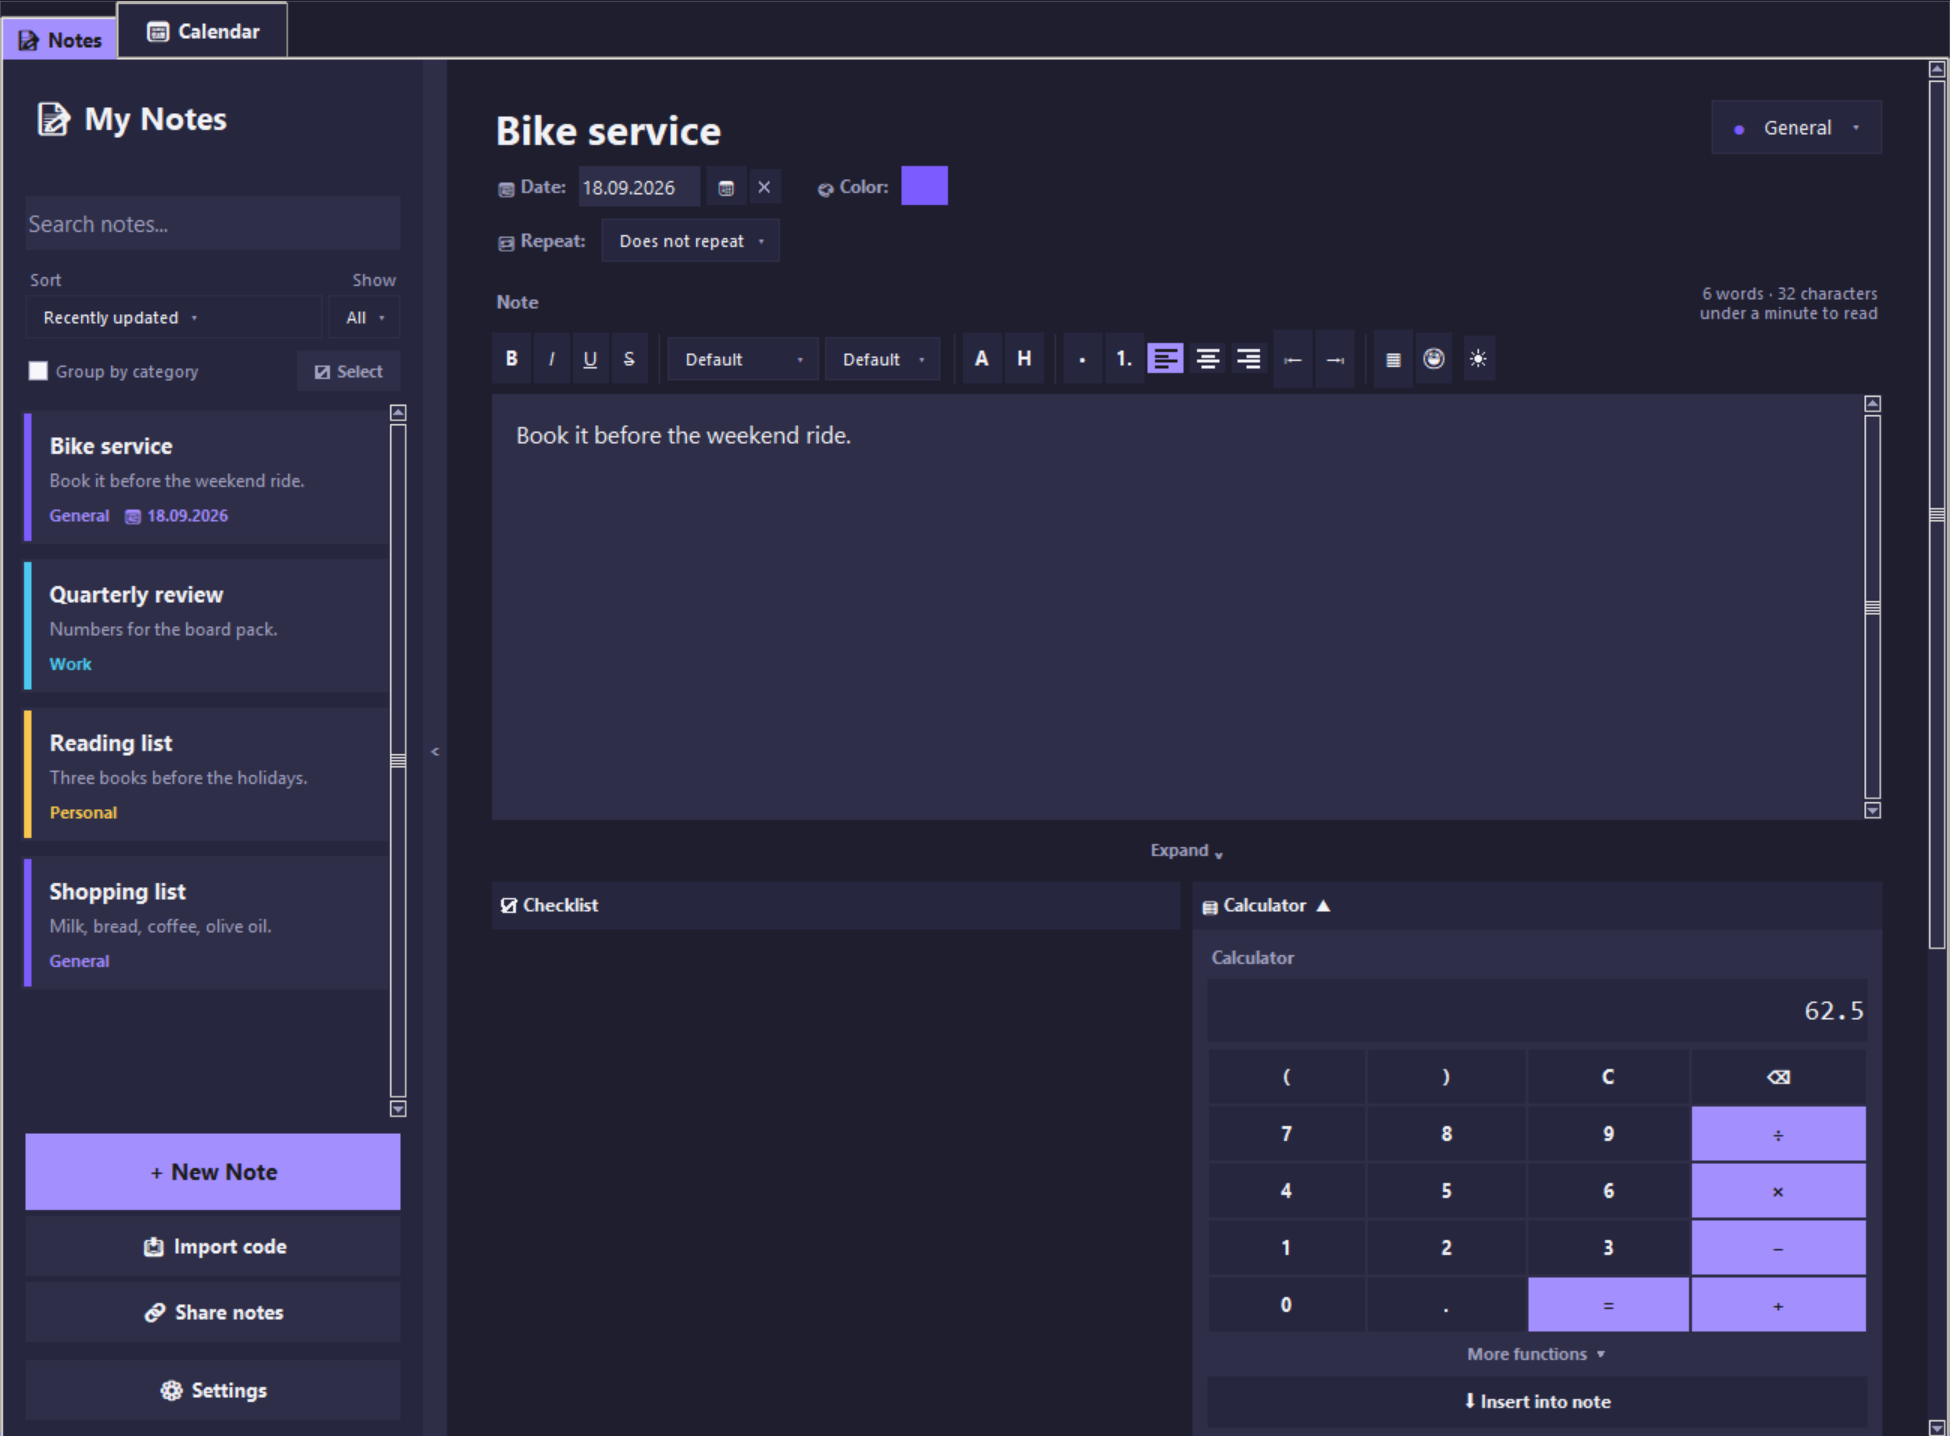 Notes
Calendar
My Notes
Search notes...
Sort
Show
Recently updated
All
Group by category
Select
Bike service
Book it before the weekend ride.
General 18.09.2026
Quarterly review
Numbers for the board pack.
Work
Reading list
Three books before the holidays.
Personal
Shopping list
Milk, bread, coffee, olive oil.
General
+ New Note
Import code
Share notes
Settings
<
Bike service
General
Date: 18.09.2026 × Color:
Repeat: Does not repeat
Note
6 words · 32 characters
under a minute to read
B I U S Default Default A H • 1.
Book it before the weekend ride.
Expand
Checklist
Calculator ▲
Calculator
62.5
( ) C ⌫
7 8 9 ÷
4 5 6 ×
1 2 3 −
0 . = +
More functions ▾
⬇ Insert into note